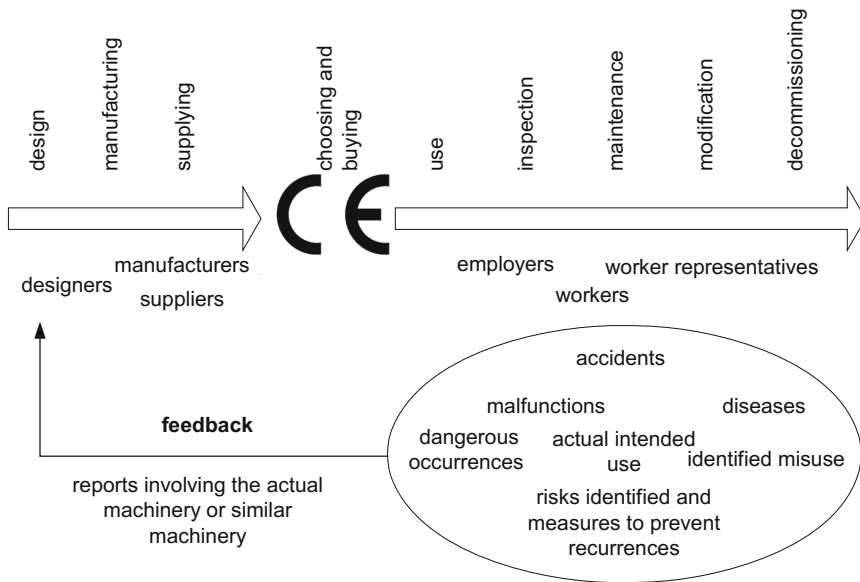 design
manufacturing
supplying
choosing and
buying
use
inspection
maintenance
modification
decommissioning
CE
designers
manufacturers
suppliers
employers
worker representatives
workers
accidents
malfunctions
diseases
dangerous
occurrences
actual intended
use
identified misuse
risks identified and
measures to prevent
recurrences
feedback
reports involving the actual
machinery or similar
machinery